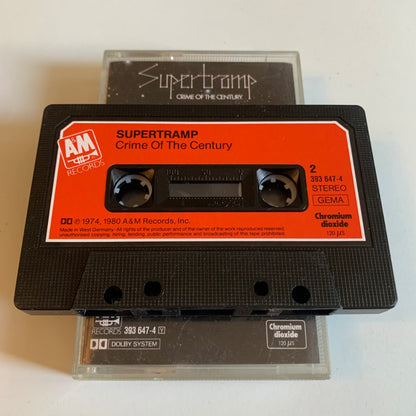 Supertramp
CRIME OF THE CENTURY
A&M
RECORDS
SUPERTRAMP
Crime Of The Century
2
393 647-4
STEREO
GEMA
Chromium
dioxide
120 µs
℗ 1974, 1980 A&M Records, Inc.
Made in West Germany. All rights of the producer and of the owner of the work reproduced reserved,
unauthorised copying, hiring, lending, public performance and broadcasting of this tape prohibited.
RECORDS 393 647-4 Y
DOLBY SYSTEM
Chromium
dioxide
120 µs